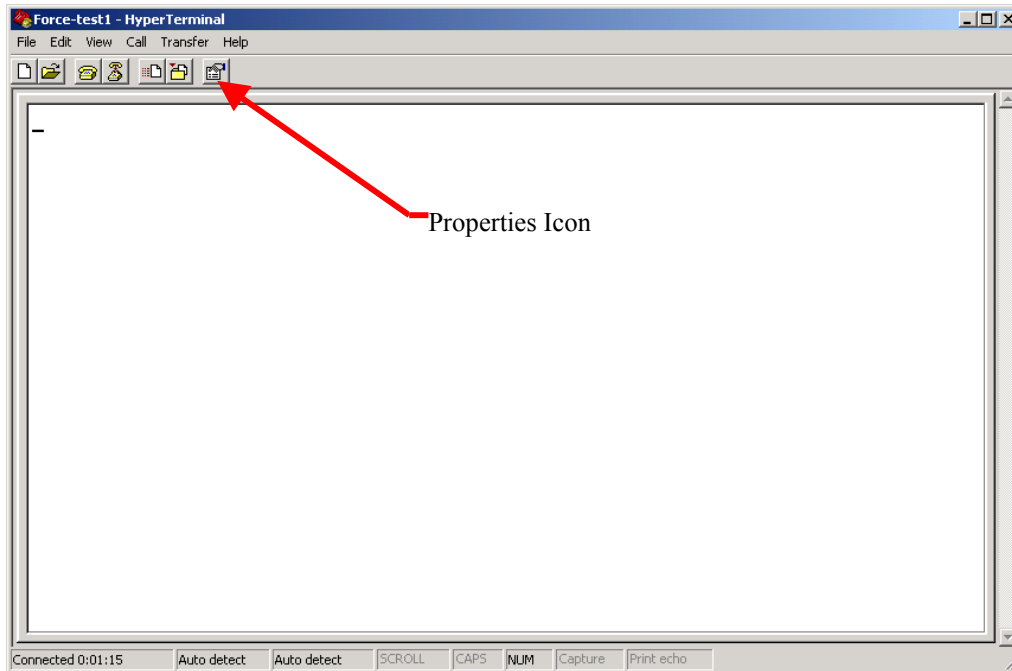 Force-test1 - HyperTerminal
File Edit View Call Transfer Help
Properties Icon
Connected 0:01:15 Auto detect Auto detect SCROLL CAPS NUM Capture Print echo